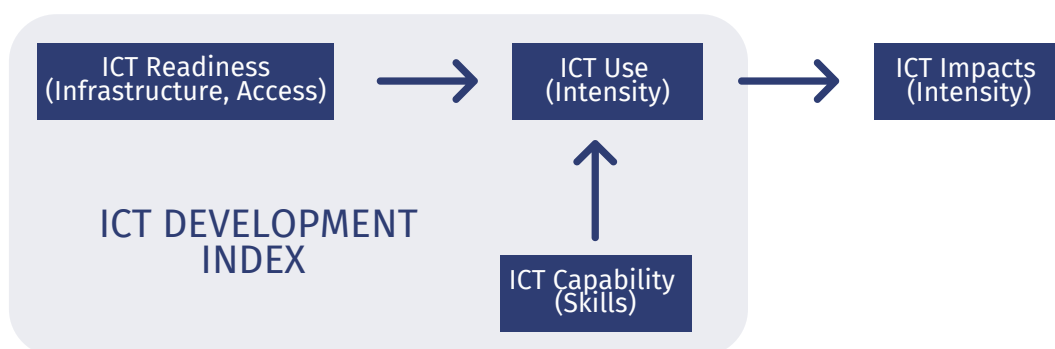 ICT Readiness
(Infrastructure, Access)
ICT Use
(Intensity)
ICT Impacts
(Intensity)
ICT DEVELOPMENT
INDEX
ICT Capability
(Skills)